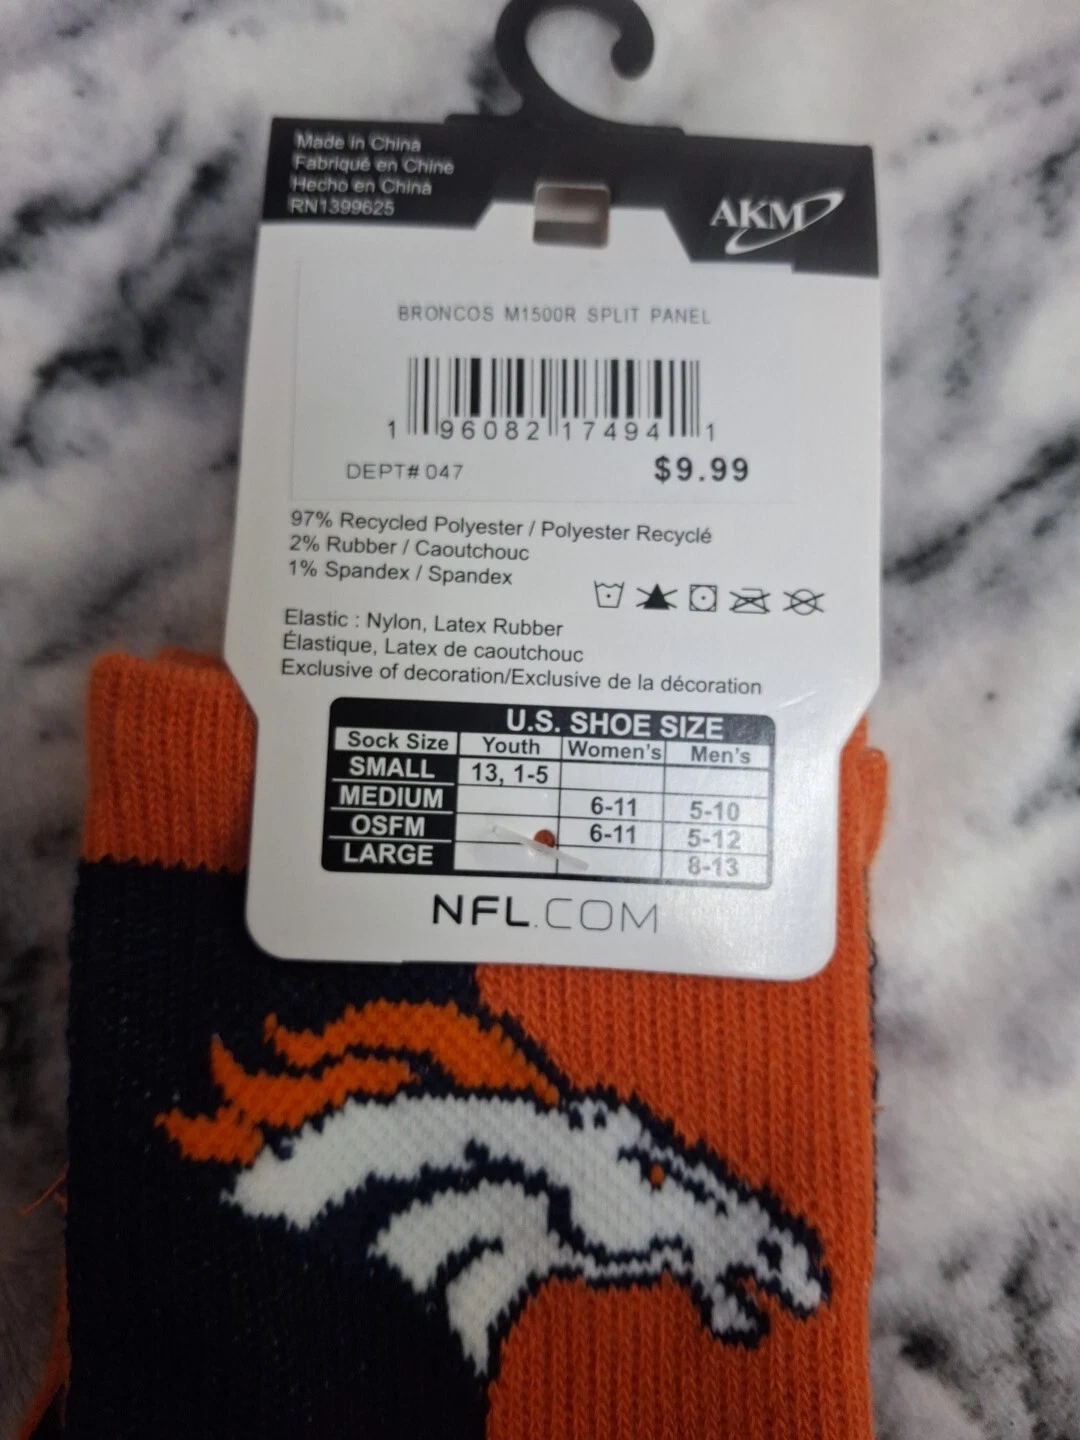 Made in China
Fabriqué en Chine
Hecho en China
RN1399625
AKM
BRONCOS M1500R SPLIT PANEL
1 96082 17494 1
DEPT# 047 $9.99
97% Recycled Polyester / Polyester Recyclé
2% Rubber / Caoutchouc
1% Spandex / Spandex
Elastic : Nylon, Latex Rubber
Élastique, Latex de caoutchouc
Exclusive of decoration/Exclusive de la décoration
U.S. SHOE SIZE
Sock Size Youth Women's Men's
SMALL 13, 1-5
MEDIUM 6-11 5-10
OSFM 6-11 5-12
LARGE 8-13
NFL.COM